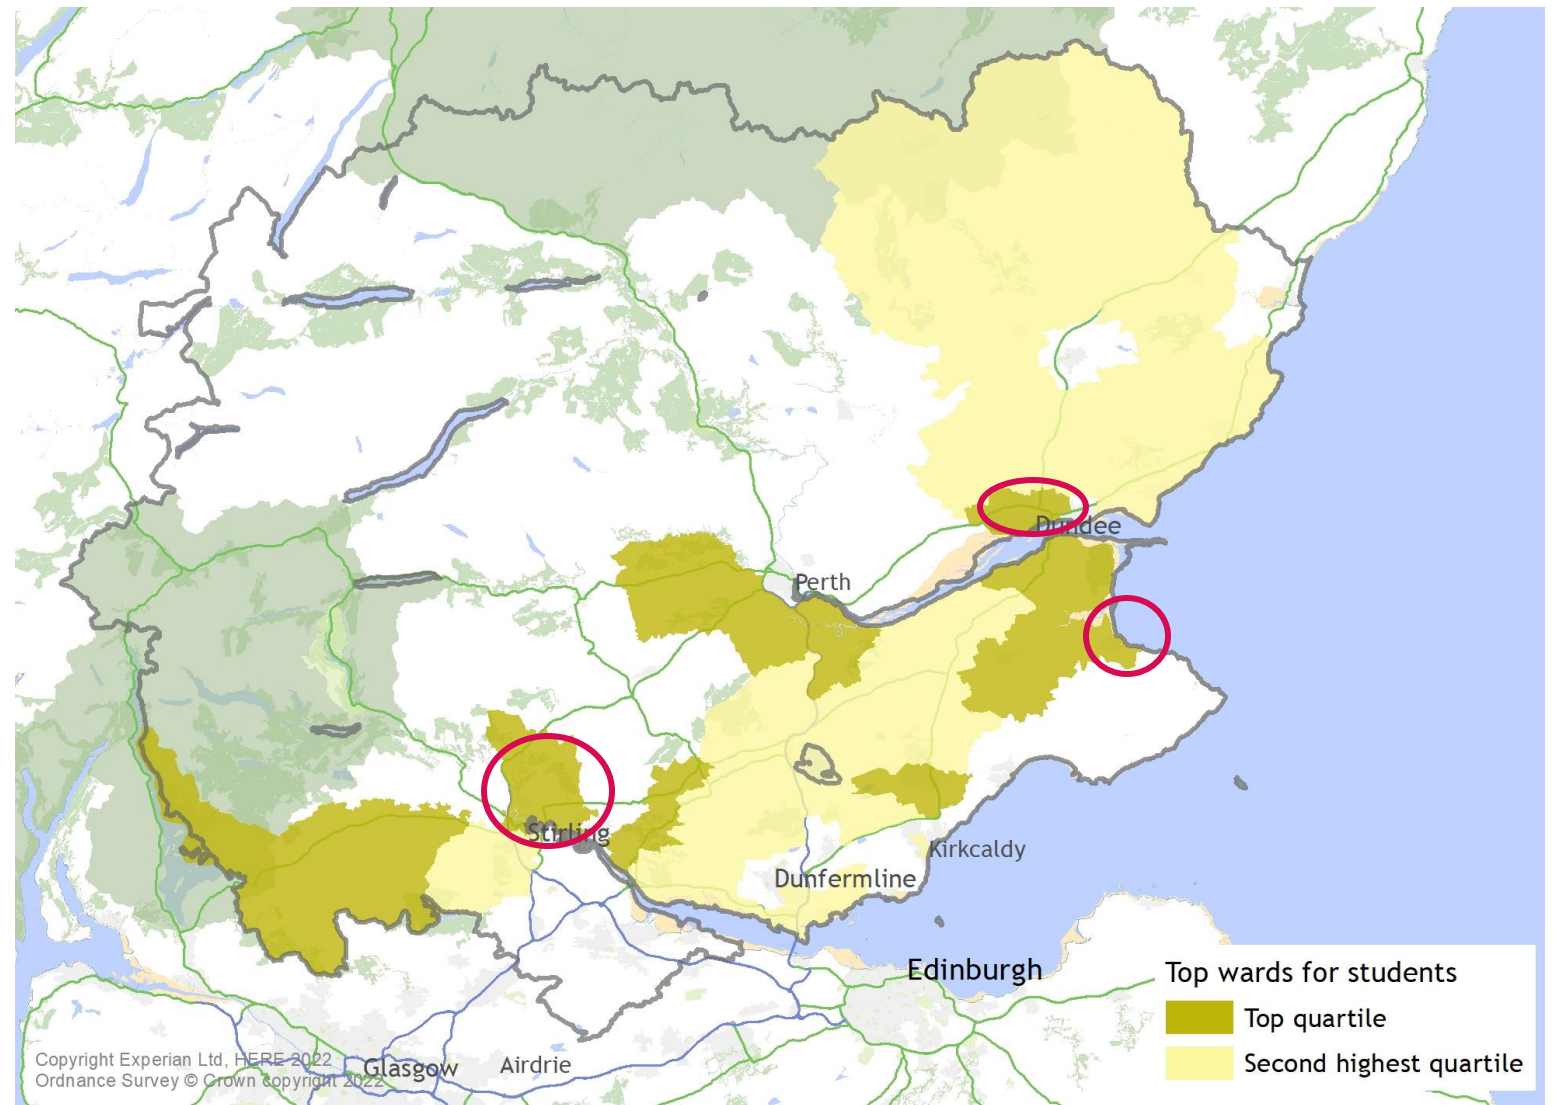 Dundee
Perth
Stirling
Kirkcaldy
Dunfermline
Edinburgh
Top wards for students
Top quartile
Second highest quartile
Glasgow
Airdrie
Copyright Experian Ltd, HERE 2022
Ordnance Survey © Crown copyright 2022